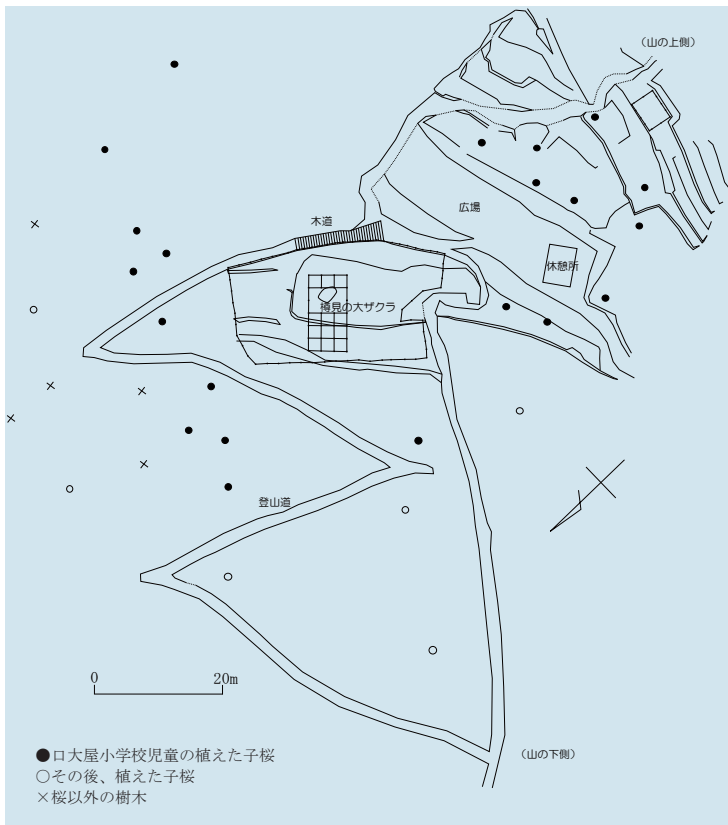 (山の上側)
木道
広場
休憩所
樽見の大ザクラ
登山道
0 20m
(山の下側)
●口大屋小学校児童の植えた子桜
○その後、植えた子桜
×桜以外の樹木